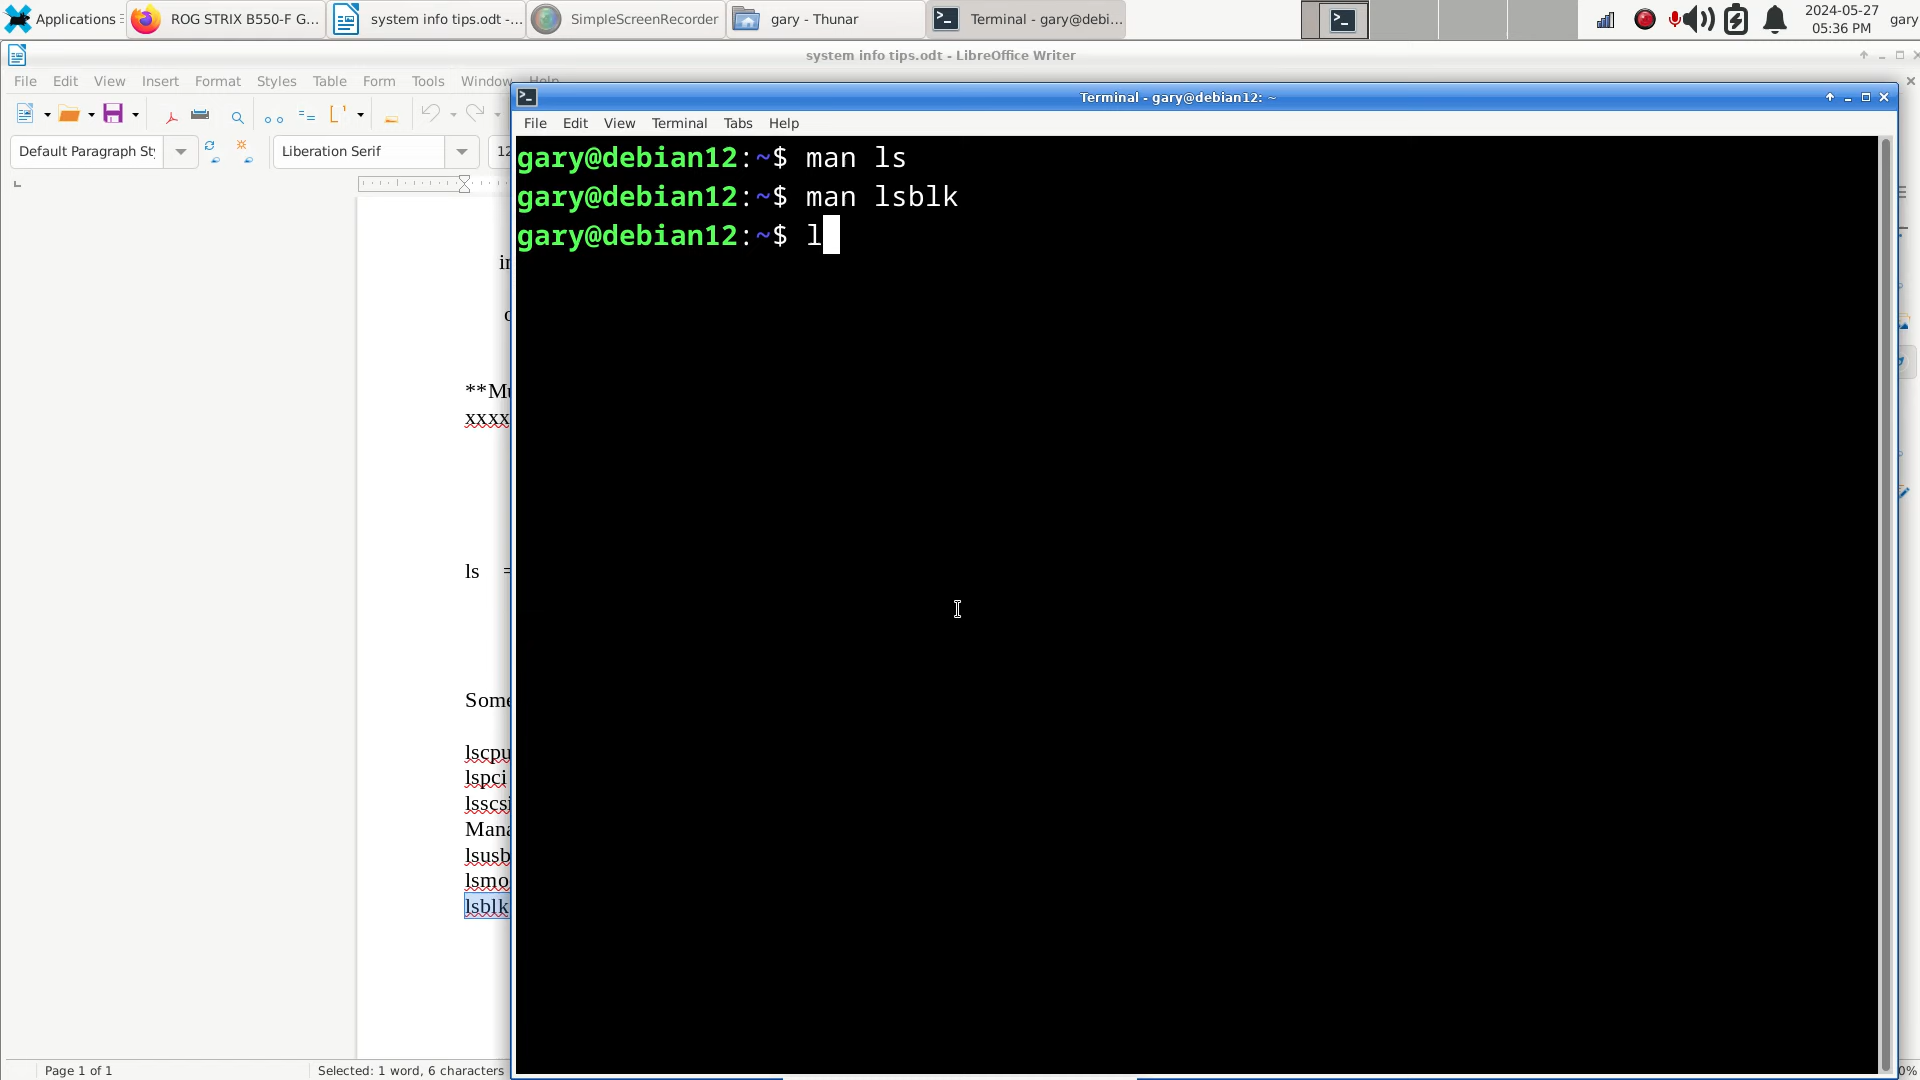 Applications ROG STRIX B550-F G... system info tips.odt -... SimpleScreenRecorder gary - Thunar Terminal - gary@debi... 2024-05-27 gary
05:36 PM
system info tips.odt - LibreOffice Writer
File Edit View Insert Format Styles Table Form Tools Window Help
Default Paragraph Sty Liberation Serif 12
Terminal - gary@debian12: ~
File Edit View Terminal Tabs Help
gary@debian12:~$ man ls
gary@debian12:~$ man lsblk
gary@debian12:~$ l
**Mu
xxxx
ls =
Some
lscpu
lspci
lsscsi
Mana
lsusb
lsmo
lsblk
Page 1 of 1 Selected: 1 word, 6 characters 0%